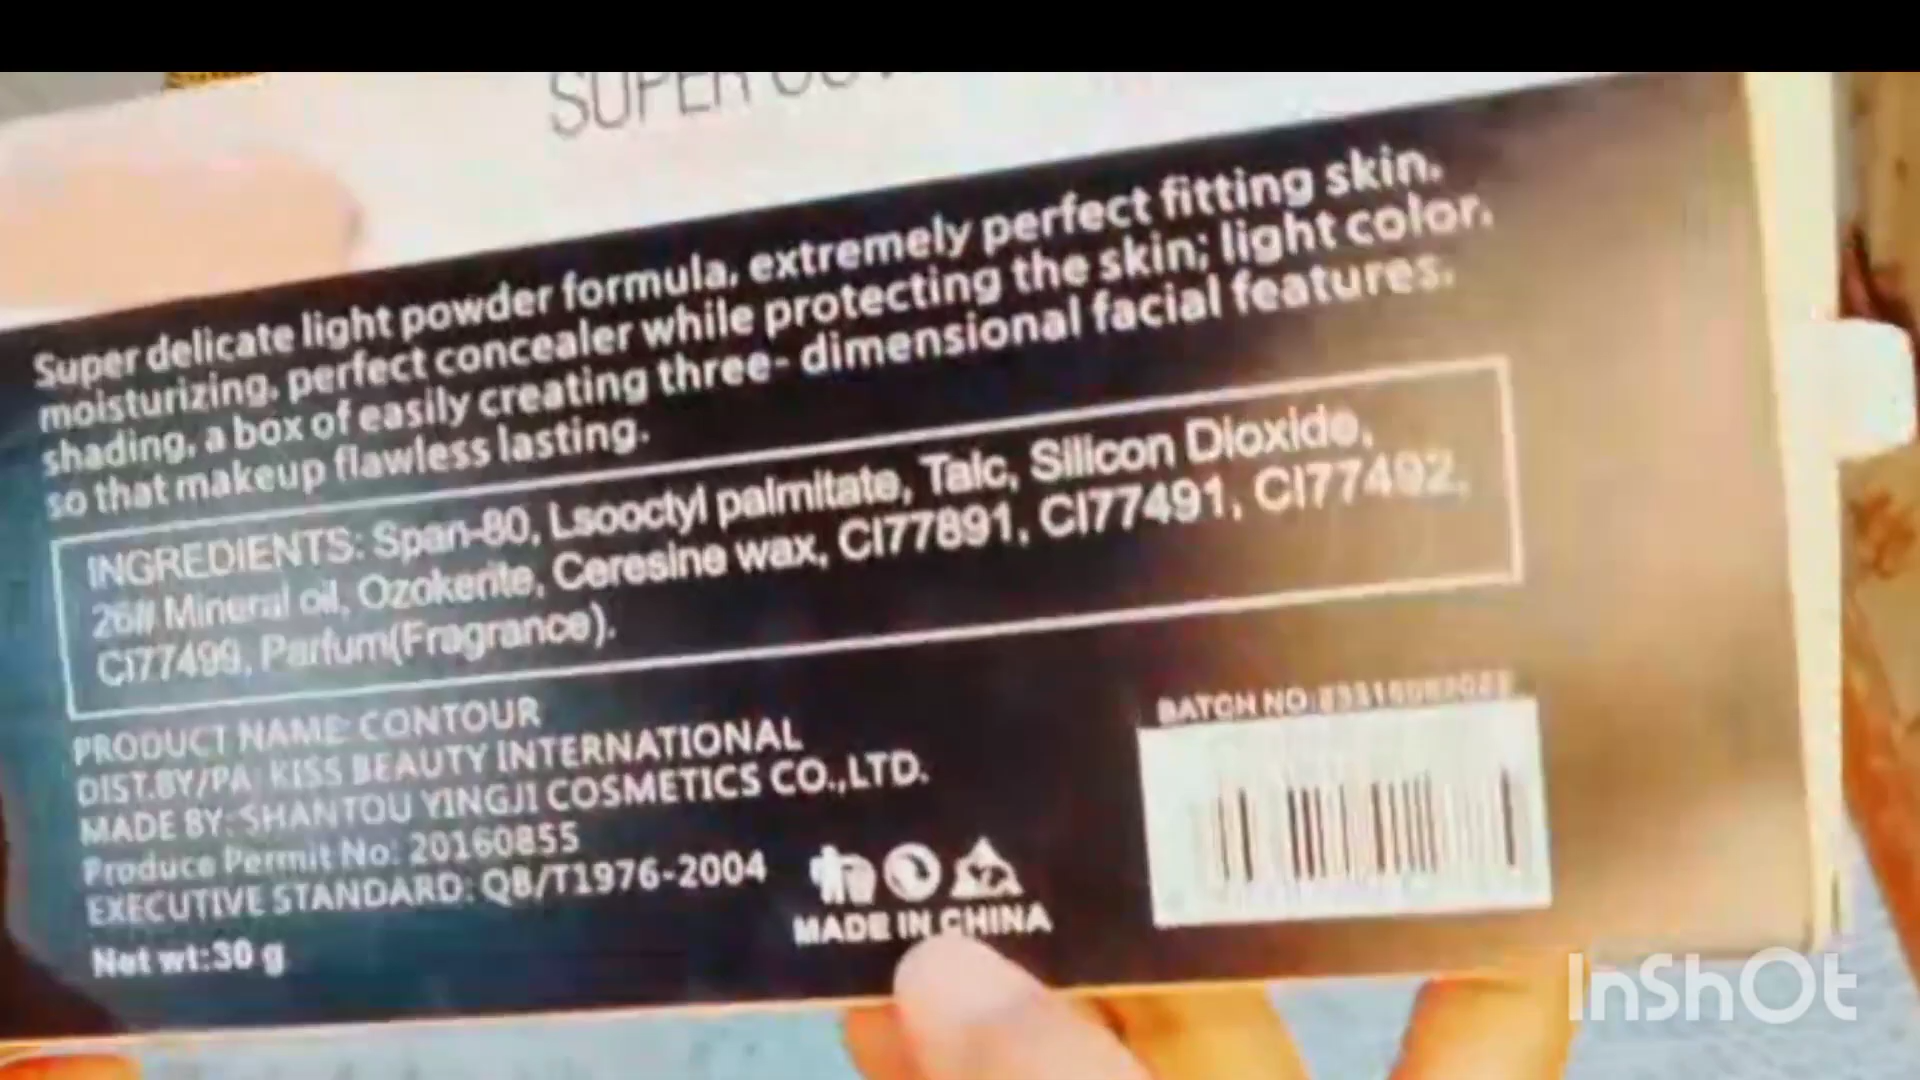 SUPER
Super delicate light powder formula, extremely perfect fitting skin,
moisturizing, perfect concealer while protecting the skin; light color,
shading, a box of easily creating three- dimensional facial features,
so that makeup flawless lasting.
INGREDIENTS: Span-80, Lsooctyl palmitate, Talc, Silicon Dioxide,
26# Mineral oil, Ozokerite, Ceresine wax, CI77891, CI77491, CI77492,
CI77499, Parfum(Fragrance).
PRODUCT NAME: CONTOUR
DIST.BY/PA: KISS BEAUTY INTERNATIONAL
MADE BY: SHANTOU YINGJI COSMETICS CO.,LTD.
Produce Permit No: 20160855
EXECUTIVE STANDARD: QB/T1976-2004
Net wt:30 g
MADE IN CHINA
BATCH NO:
InShOt